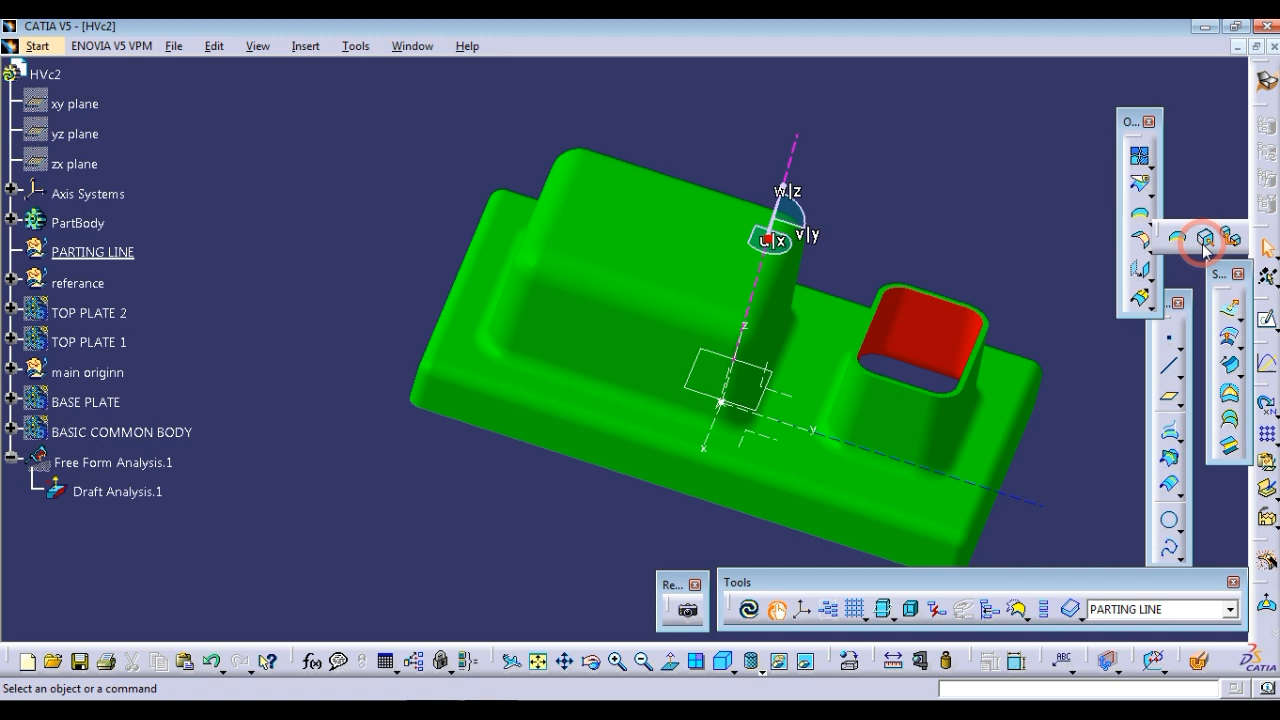 CATIA V5 - [HVc2]
Start ENOVIA V5 VPM File Edit View Insert Tools Window Help
HVc2
xy plane
yz plane
zx plane
Axis Systems
PartBody
PARTING LINE
referance
TOP PLATE 2
TOP PLATE 1
main originn
BASE PLATE
BASIC COMMON BODY
Free Form Analysis.1
Draft Analysis.1
w|z
v|y
u|x
z
y
x
O...
S...
...
Re...
Tools
PARTING LINE
f(x)
ABC
CATIA
Select an object or a command